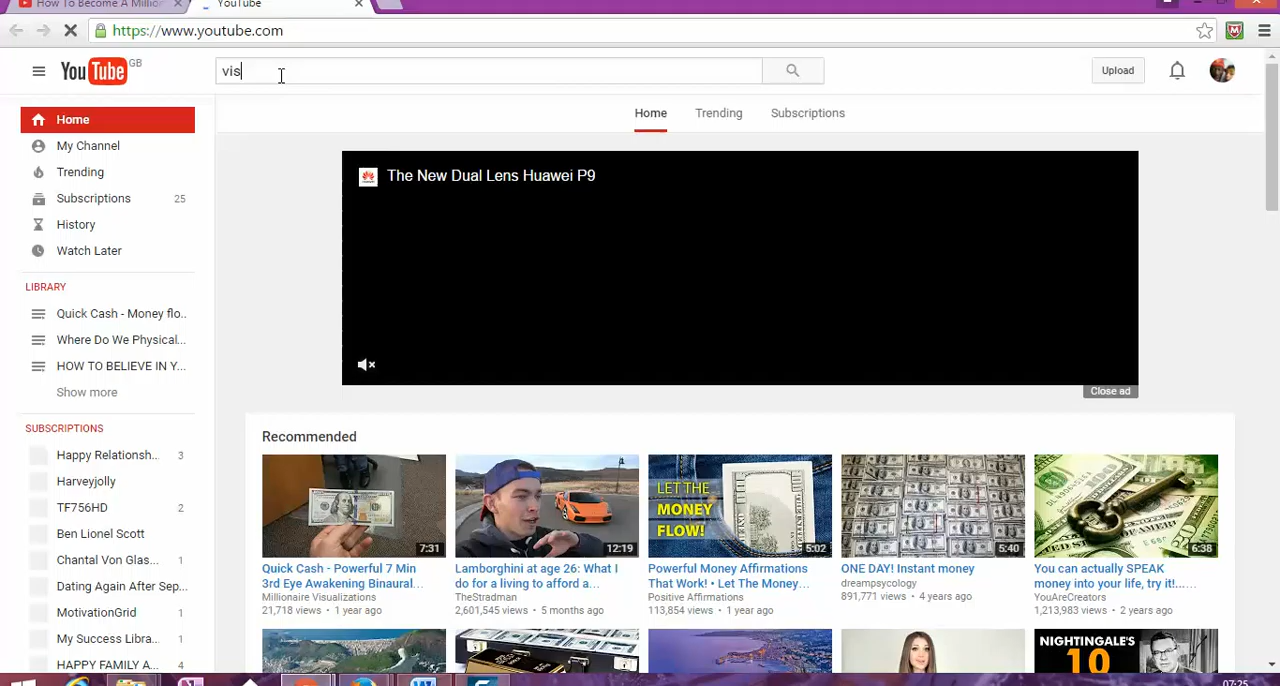 How To Become A Million
YouTube
https://www.youtube.com
YouTube GB
vis
Upload
Home
Trending
Subscriptions
Home
My Channel
Trending
Subscriptions 25
History
Watch Later
LIBRARY
Quick Cash - Money flo..
Where Do We Physical...
HOW TO BELIEVE IN Y...
Show more
SUBSCRIPTIONS
Happy Relationsh.. 3
Harveyjolly
TF756HD 2
Ben Lionel Scott
Chantal Von Glas... 1
Dating Again After Sep...
MotivationGrid 1
My Success Libra... 1
HAPPY FAMILY A... 4
The New Dual Lens Huawei P9
Close ad
Recommended
7:31
Quick Cash - Powerful 7 Min
3rd Eye Awakening Binaural...
Millionaire Visualizations
21,718 views • 1 year ago
12:19
Lamborghini at age 26: What I
do for a living to afford a...
TheStradman
2,601,545 views • 5 months ago
LET THE
MONEY
FLOW!
5:02
Powerful Money Affirmations
That Work! • Let The Money...
Positive Affirmations
113,854 views • 1 year ago
5:40
ONE DAY! Instant money
dreampsycology
891,771 views • 4 years ago
6:38
You can actually SPEAK
money into your life, try it!......
YouAreCreators
1,213,983 views • 2 years ago
NIGHTINGALE'S
10
07:25